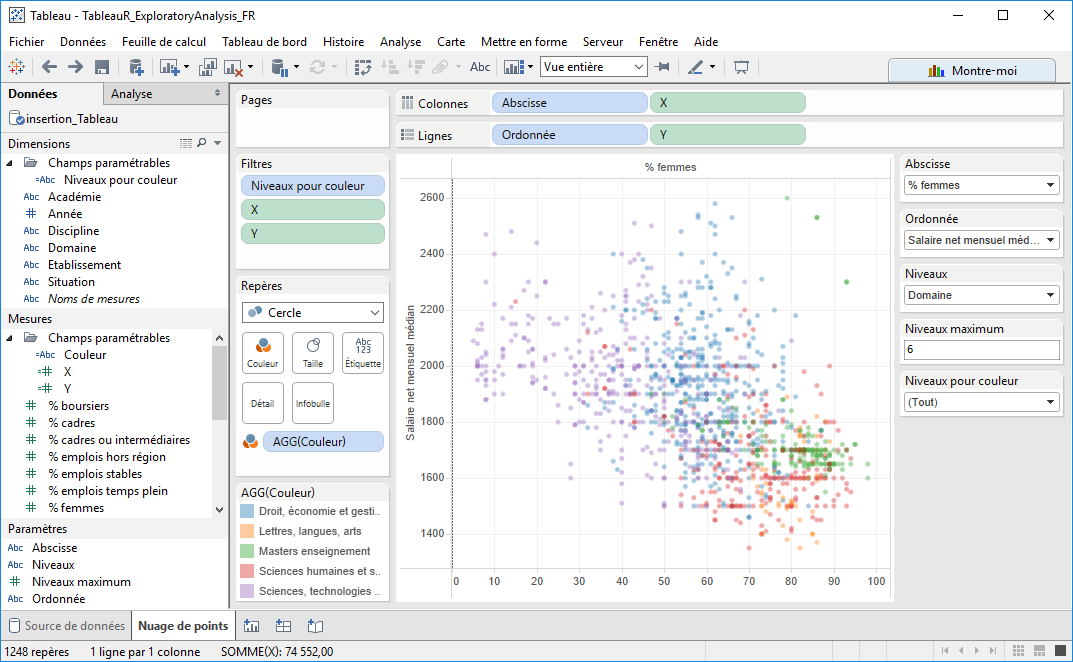 Tableau - TableauR_ExploratoryAnalysis_FR
Fichier Données Feuille de calcul Tableau de bord Histoire Analyse Carte Mettre en forme Serveur Fenêtre Aide
Abc Vue entière Montre-moi
Données Analyse
insertion_Tableau
Dimensions
Champs paramétrables
=Abc Niveaux pour couleur
Abc Académie
# Année
Abc Discipline
Abc Domaine
Abc Etablissement
Abc Situation
Abc Noms de mesures
Mesures
Champs paramétrables
=Abc Couleur
=# X
=# Y
# % boursiers
# % cadres
# % cadres ou intermédiaires
# % emplois hors région
# % emplois stables
# % emplois temps plein
# % femmes
Paramètres
Abc Abscisse
Abc Niveaux
# Niveaux maximum
Abc Ordonnée
Pages
Filtres
Niveaux pour couleur
X
Y
Repères
Cercle
Couleur Taille Abc 123 Étiquette
Détail Infobulle
AGG(Couleur)
AGG(Couleur)
Droit, économie et gesti..
Lettres, langues, arts
Masters enseignement
Sciences humaines et s..
Sciences, technologies ..
Colonnes Abscisse X
Lignes Ordonnée Y
% femmes
Salaire net mensuel médian
2600
2400
2200
2000
1800
1600
1400
0 10 20 30 40 50 60 70 80 90 100
Abscisse
% femmes
Ordonnée
Salaire net mensuel méd...
Niveaux
Domaine
Niveaux maximum
6
Niveaux pour couleur
(Tout)
Source de données Nuage de points
1248 repères 1 ligne par 1 colonne SOMME(X): 74 552,00